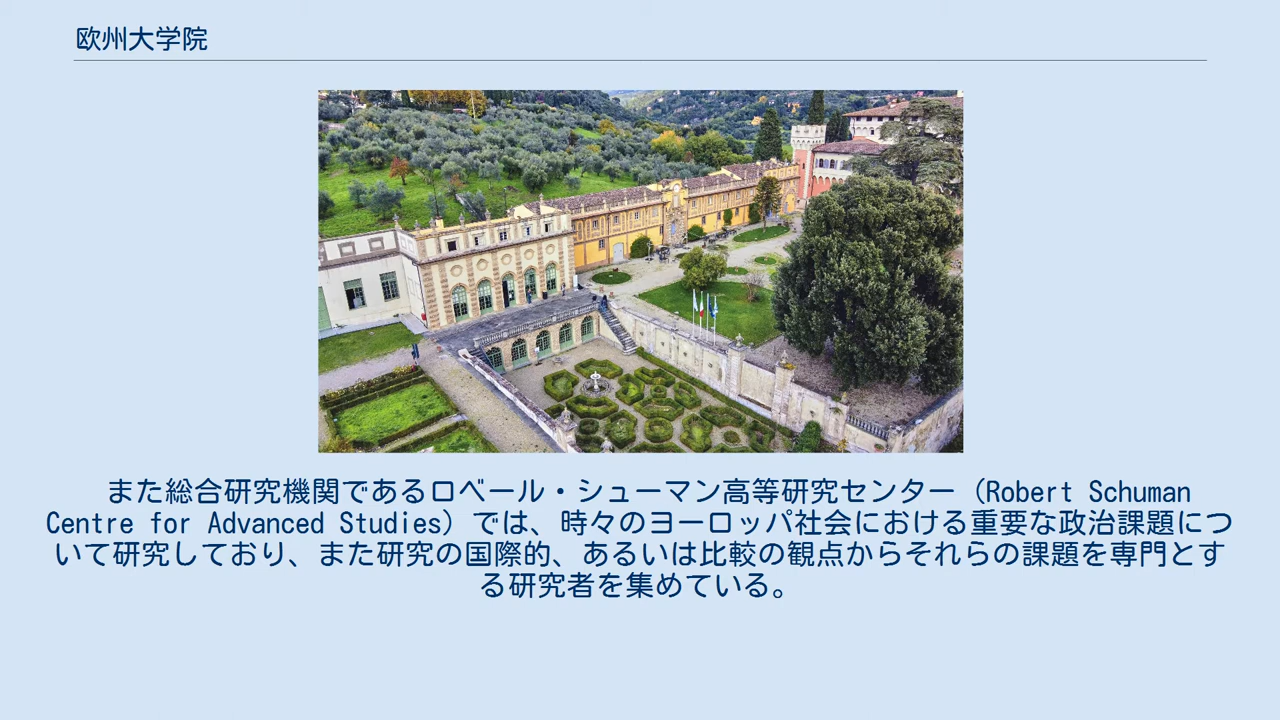 欧州大学院
また総合研究機関であるロベール・シューマン高等研究センター（Robert Schuman
Centre for Advanced Studies）では、時々のヨーロッパ社会における重要な政治課題につ
いて研究しており、また研究の国際的、あるいは比較の観点からそれらの課題を専門とす
る研究者を集めている。